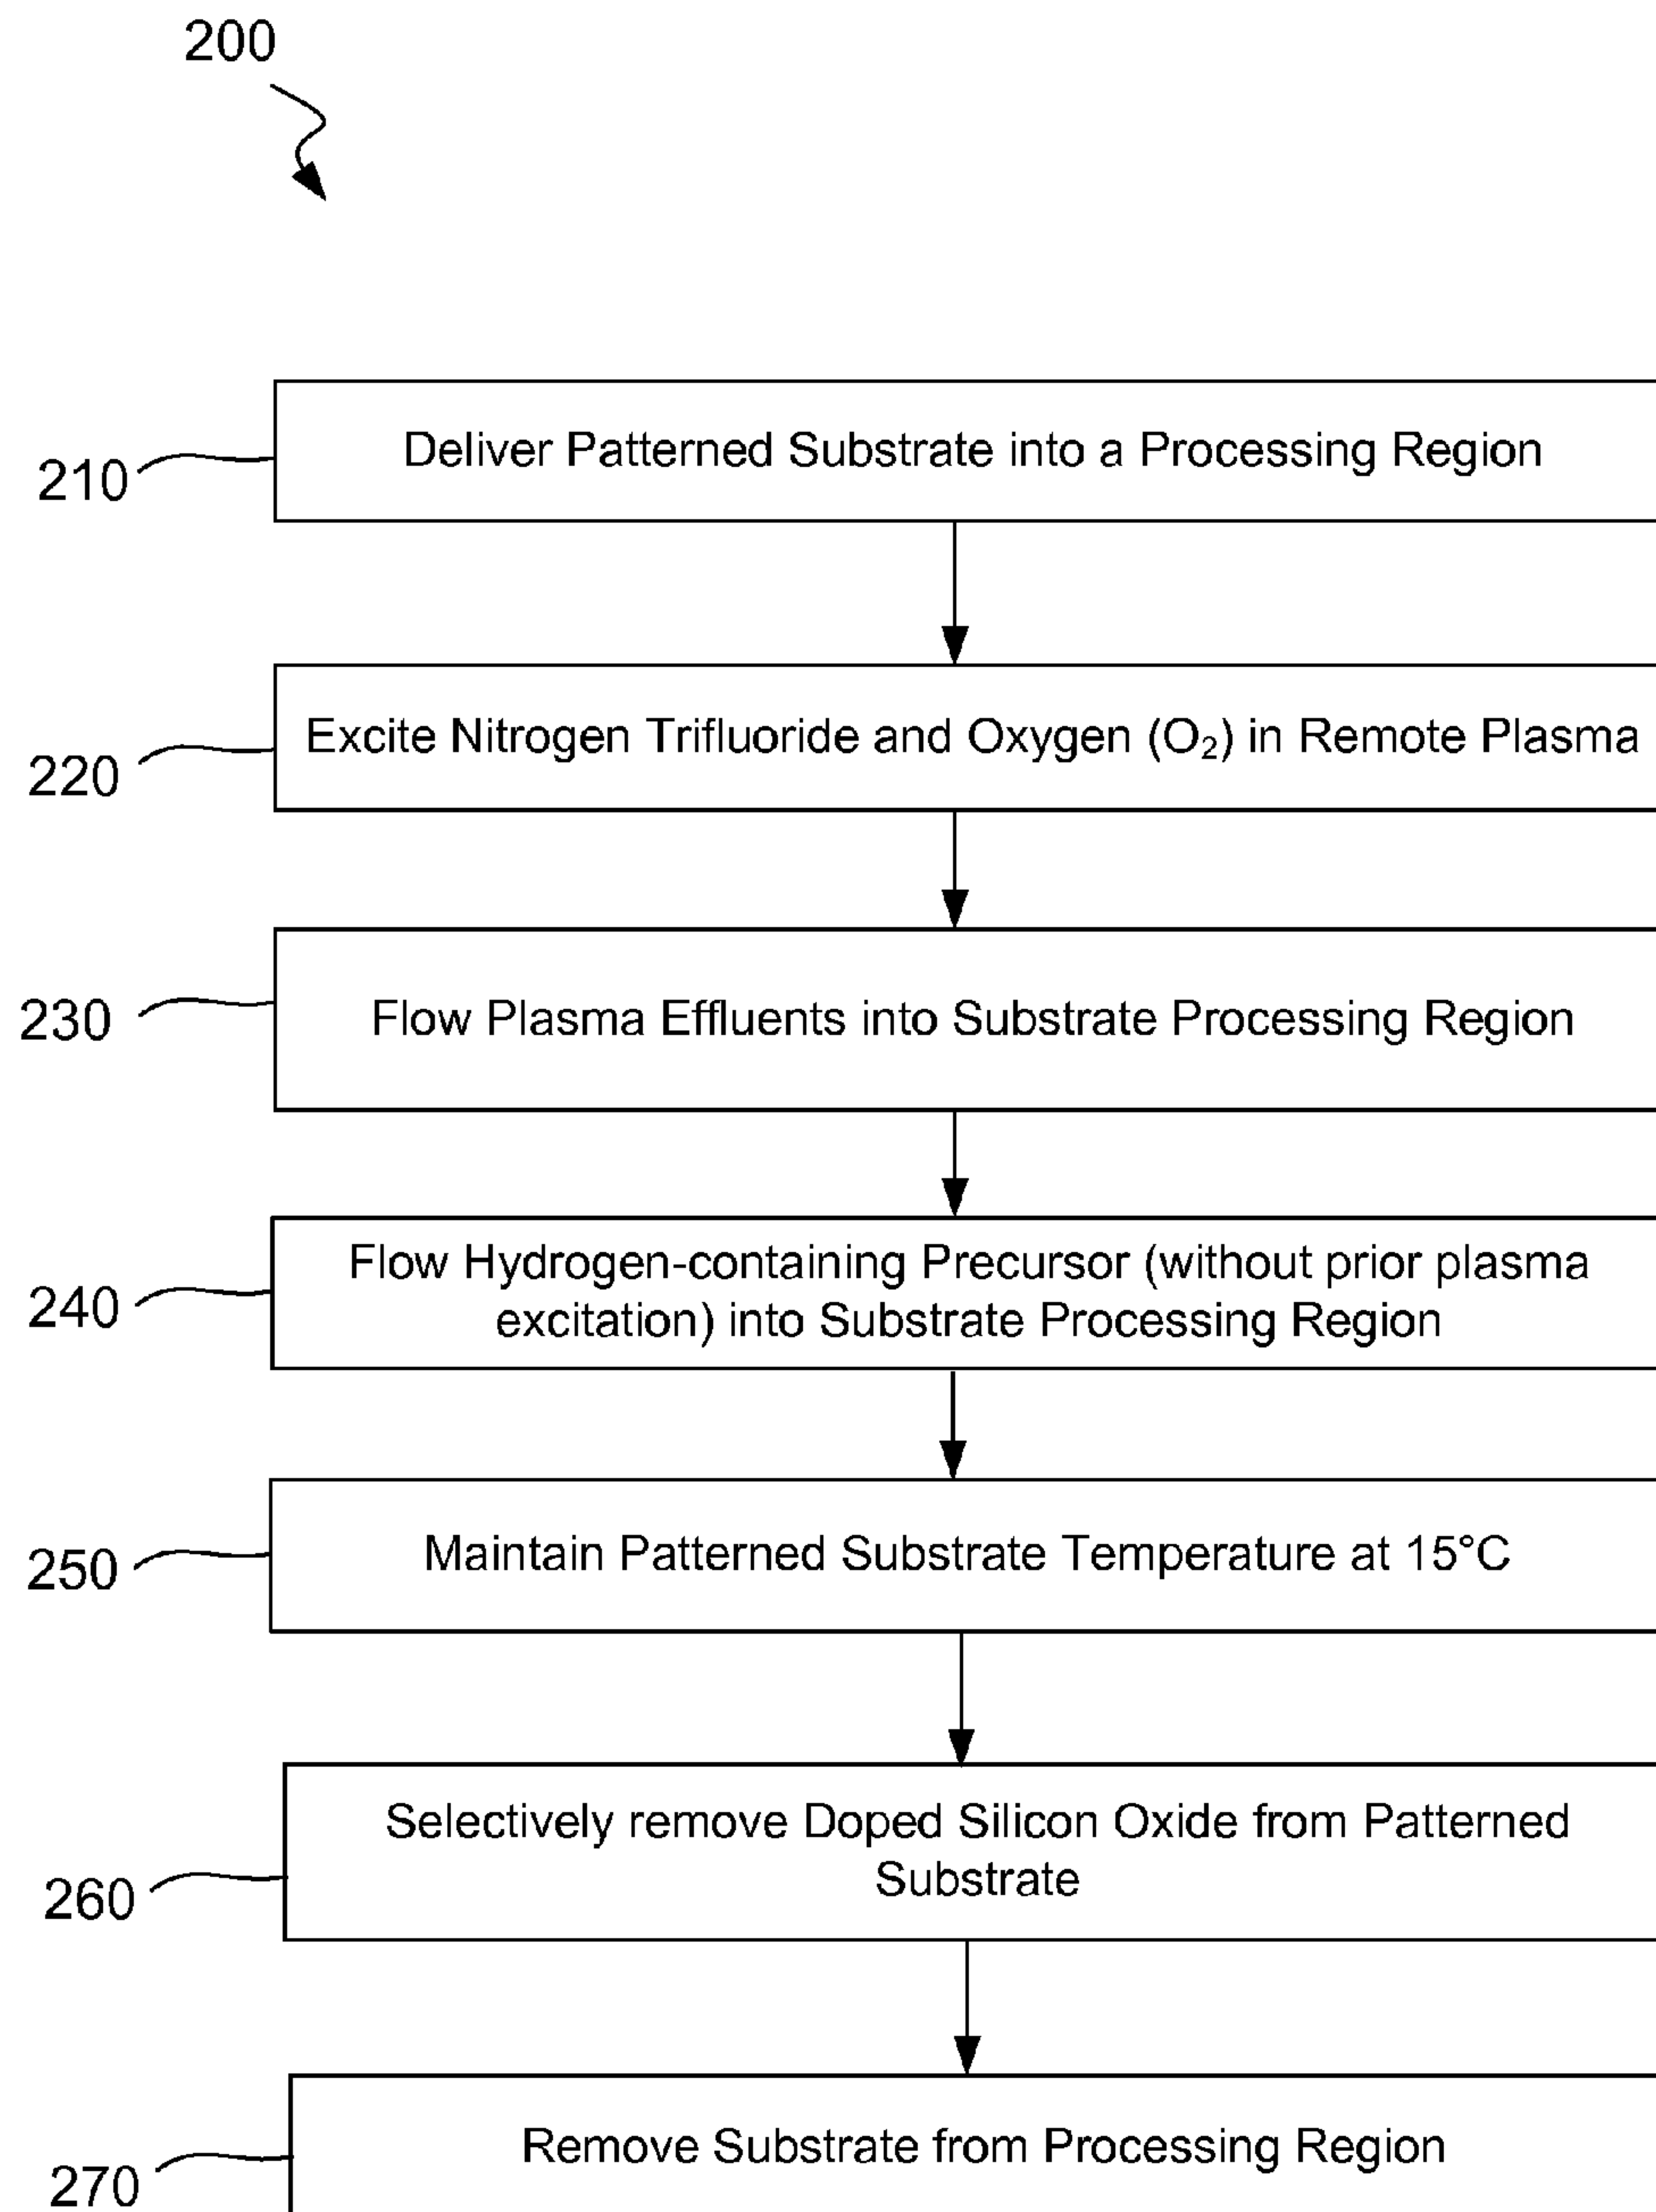 200
210
Deliver Patterned Substrate into a Processing Region
220
Excite Nitrogen Trifluoride and Oxygen (O₂) in Remote Plasma
230
Flow Plasma Effluents into Substrate Processing Region
240
Flow Hydrogen-containing Precursor (without prior plasma
excitation) into Substrate Processing Region
250
Maintain Patterned Substrate Temperature at 15°C
260
Selectively remove Doped Silicon Oxide from Patterned
Substrate
270
Remove Substrate from Processing Region